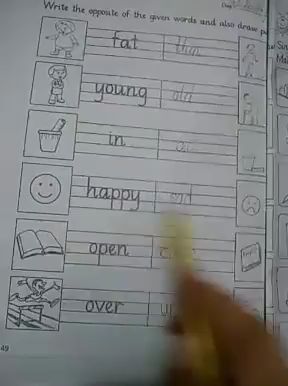 Write the opposite of the given words and also draw
fat thin
young old
in
happy sad
open
over
49